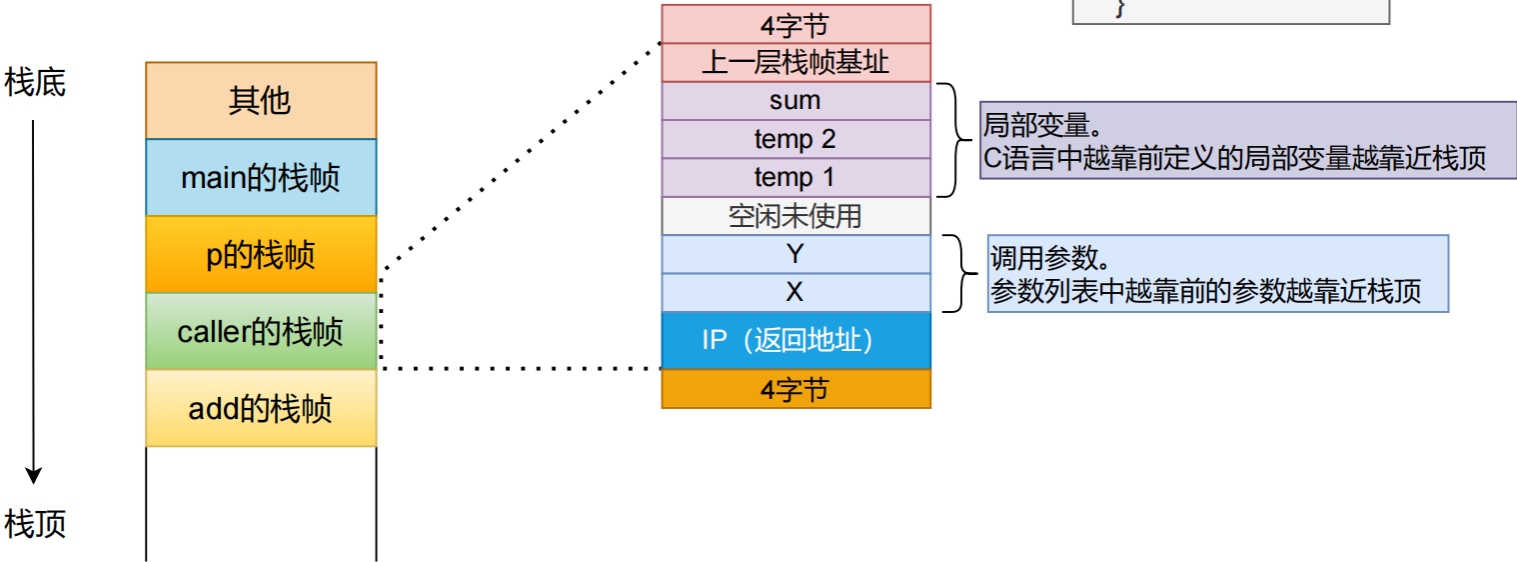 }
4字节
栈底
上一层栈帧基址
其他
sum
局部变量。
C语言中越靠前定义的局部变量越靠近栈顶
temp 2
main的栈帧
temp 1
空闲未使用
p的栈帧
Y
调用参数。
参数列表中越靠前的参数越靠近栈顶
X
caller的栈帧
IP（返回地址）
4字节
add的栈帧
栈顶